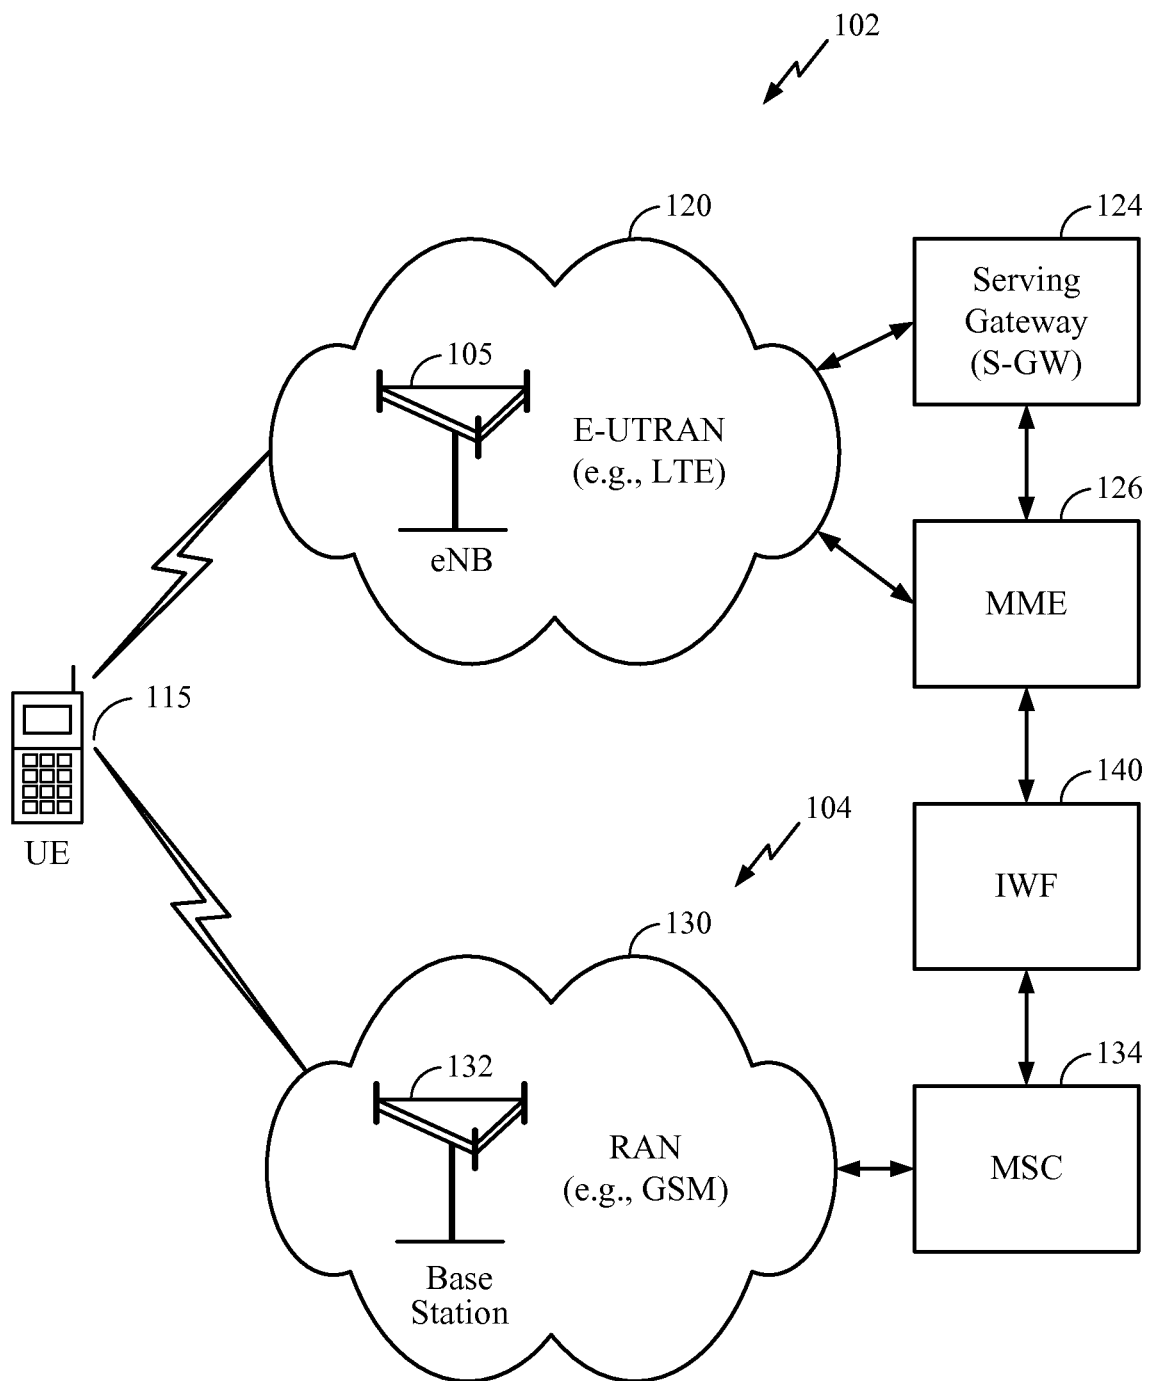 102
120
124
Serving
Gateway
(S-GW)
105
E-UTRAN
(e.g., LTE)
eNB
126
MME
115
UE
140
IWF
104
130
132
RAN
(e.g., GSM)
134
MSC
Base
Station